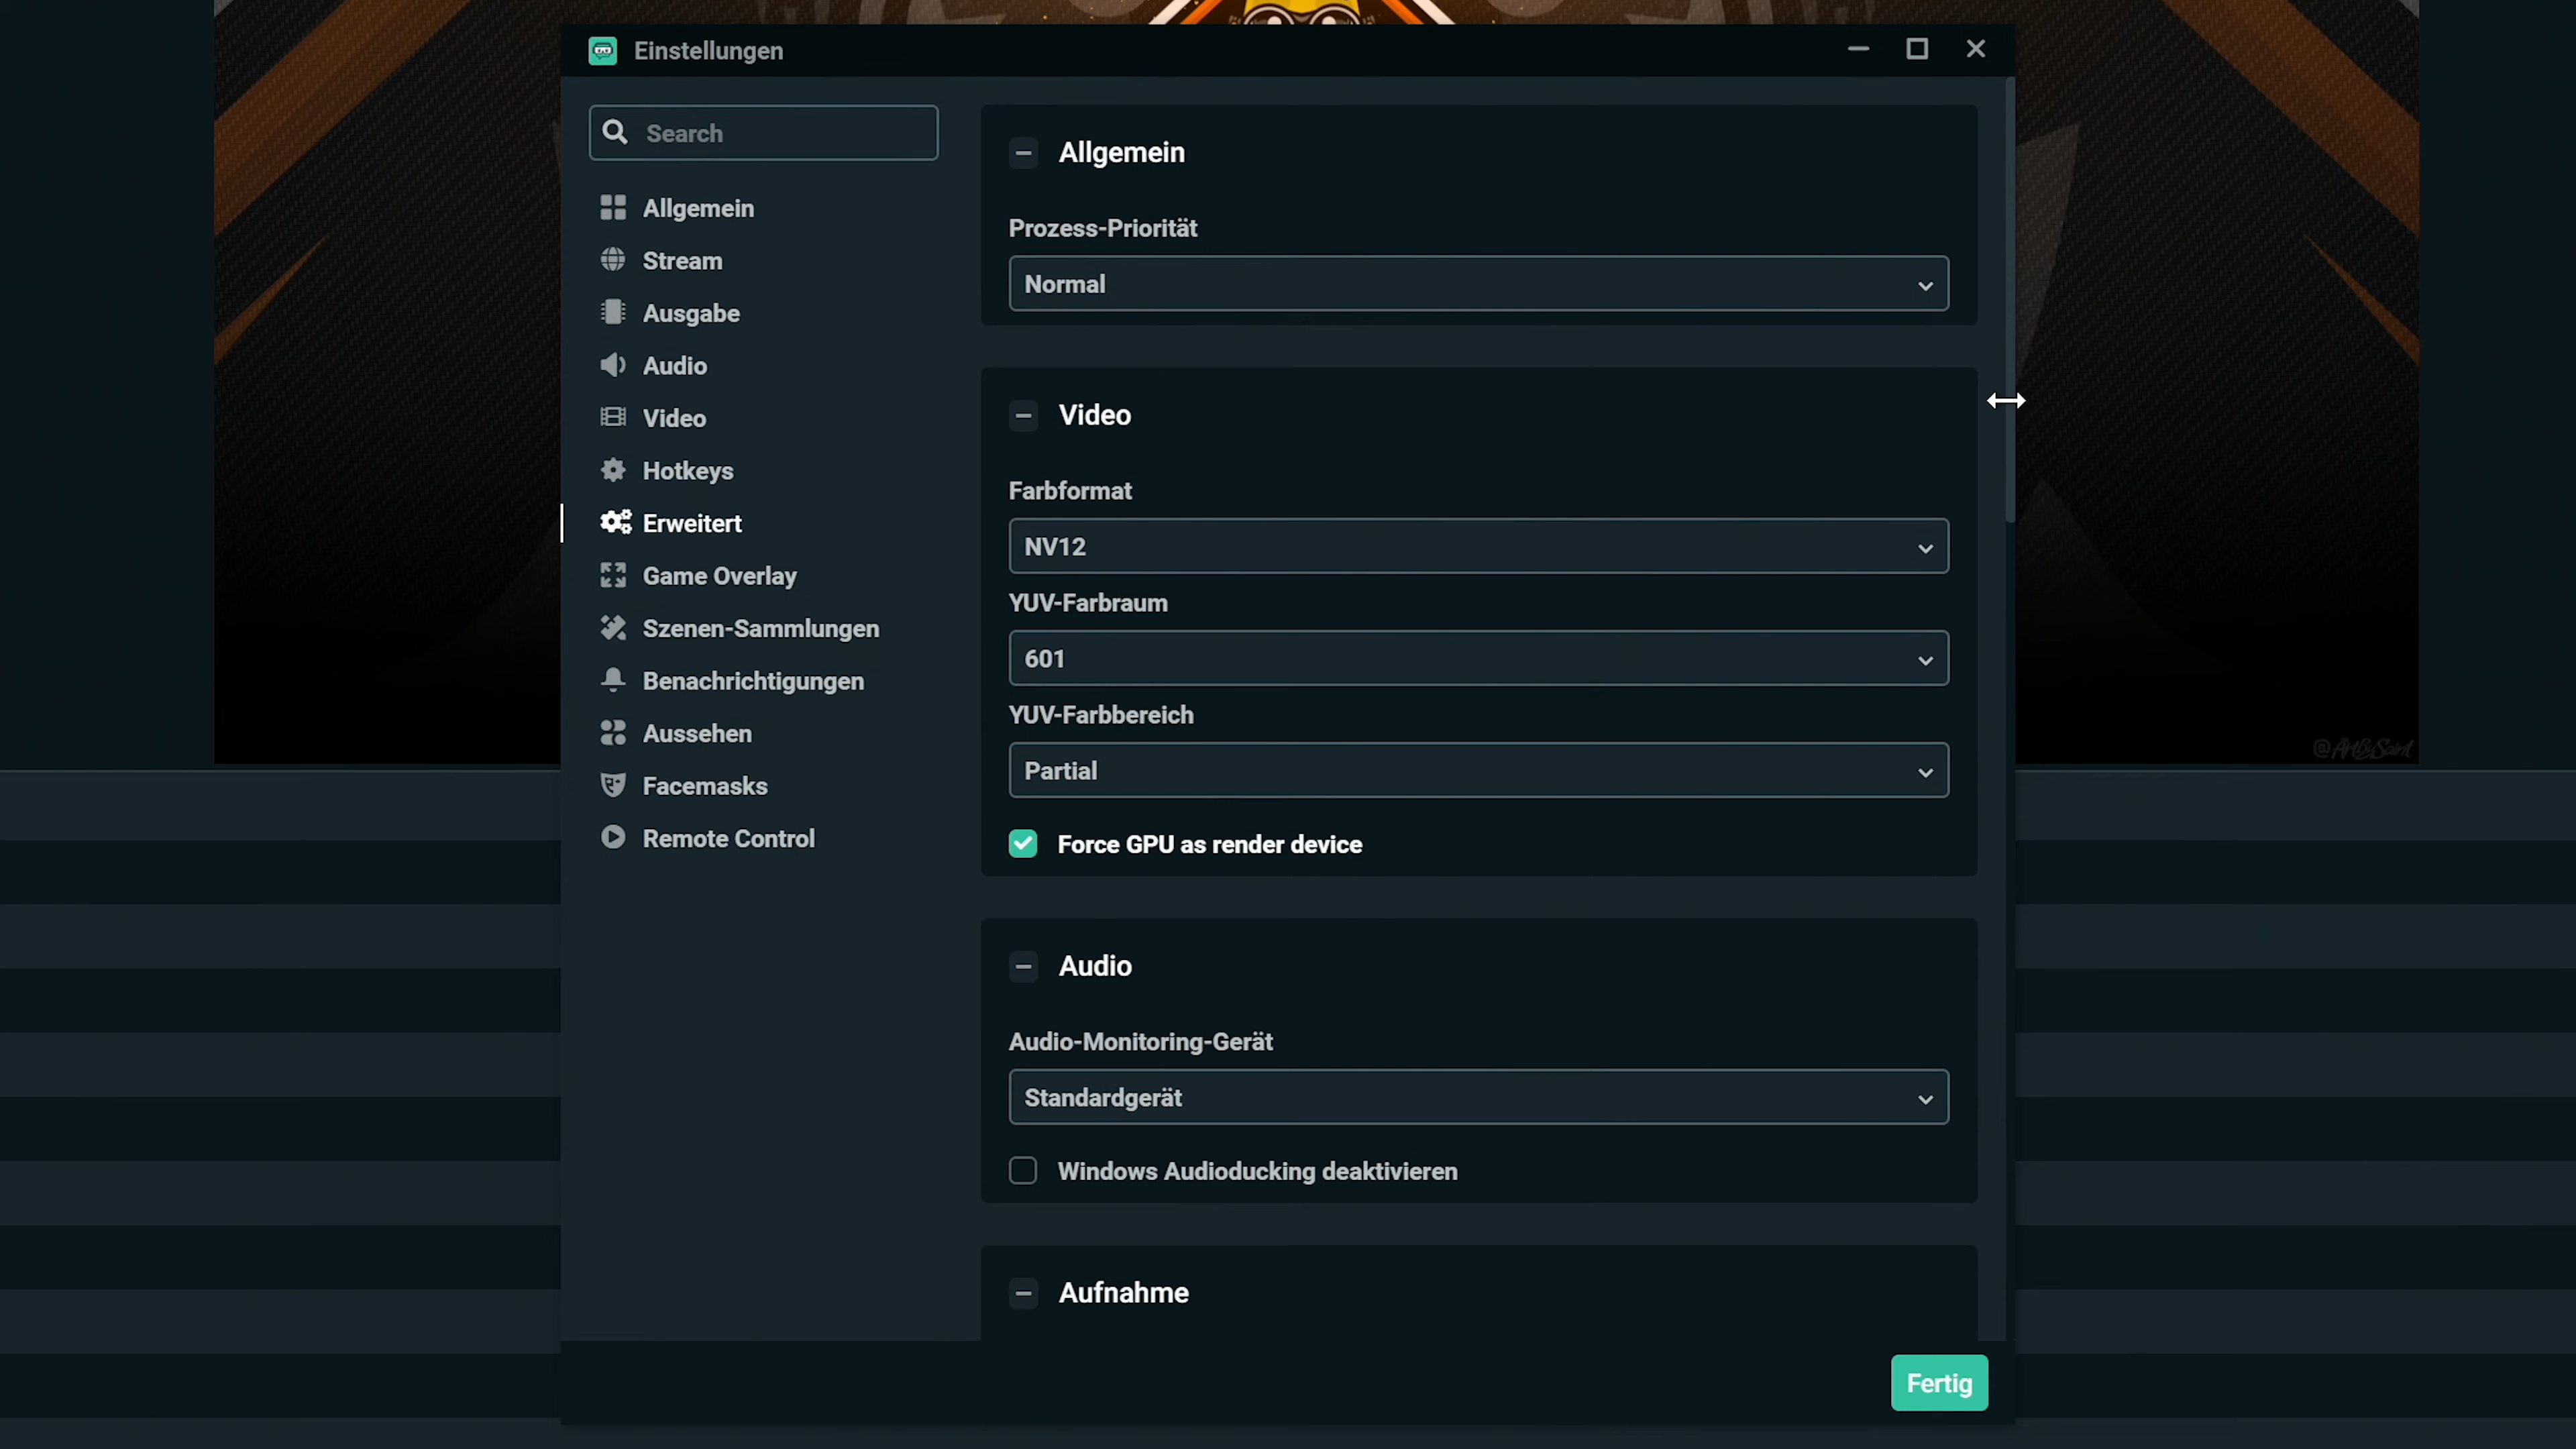 Einstellungen
Search
Allgemein
Stream
Ausgabe
Audio
Video
Hotkeys
Erweitert
Game Overlay
Szenen-Sammlungen
Benachrichtigungen
Aussehen
Facemasks
Remote Control
Allgemein
Prozess-Priorität
Normal
Video
Farbformat
NV12
YUV-Farbraum
601
YUV-Farbbereich
Partial
Force GPU as render device
Audio
Audio-Monitoring-Gerät
Standardgerät
Windows Audioducking deaktivieren
Aufnahme
Fertig
@ArtBySaint